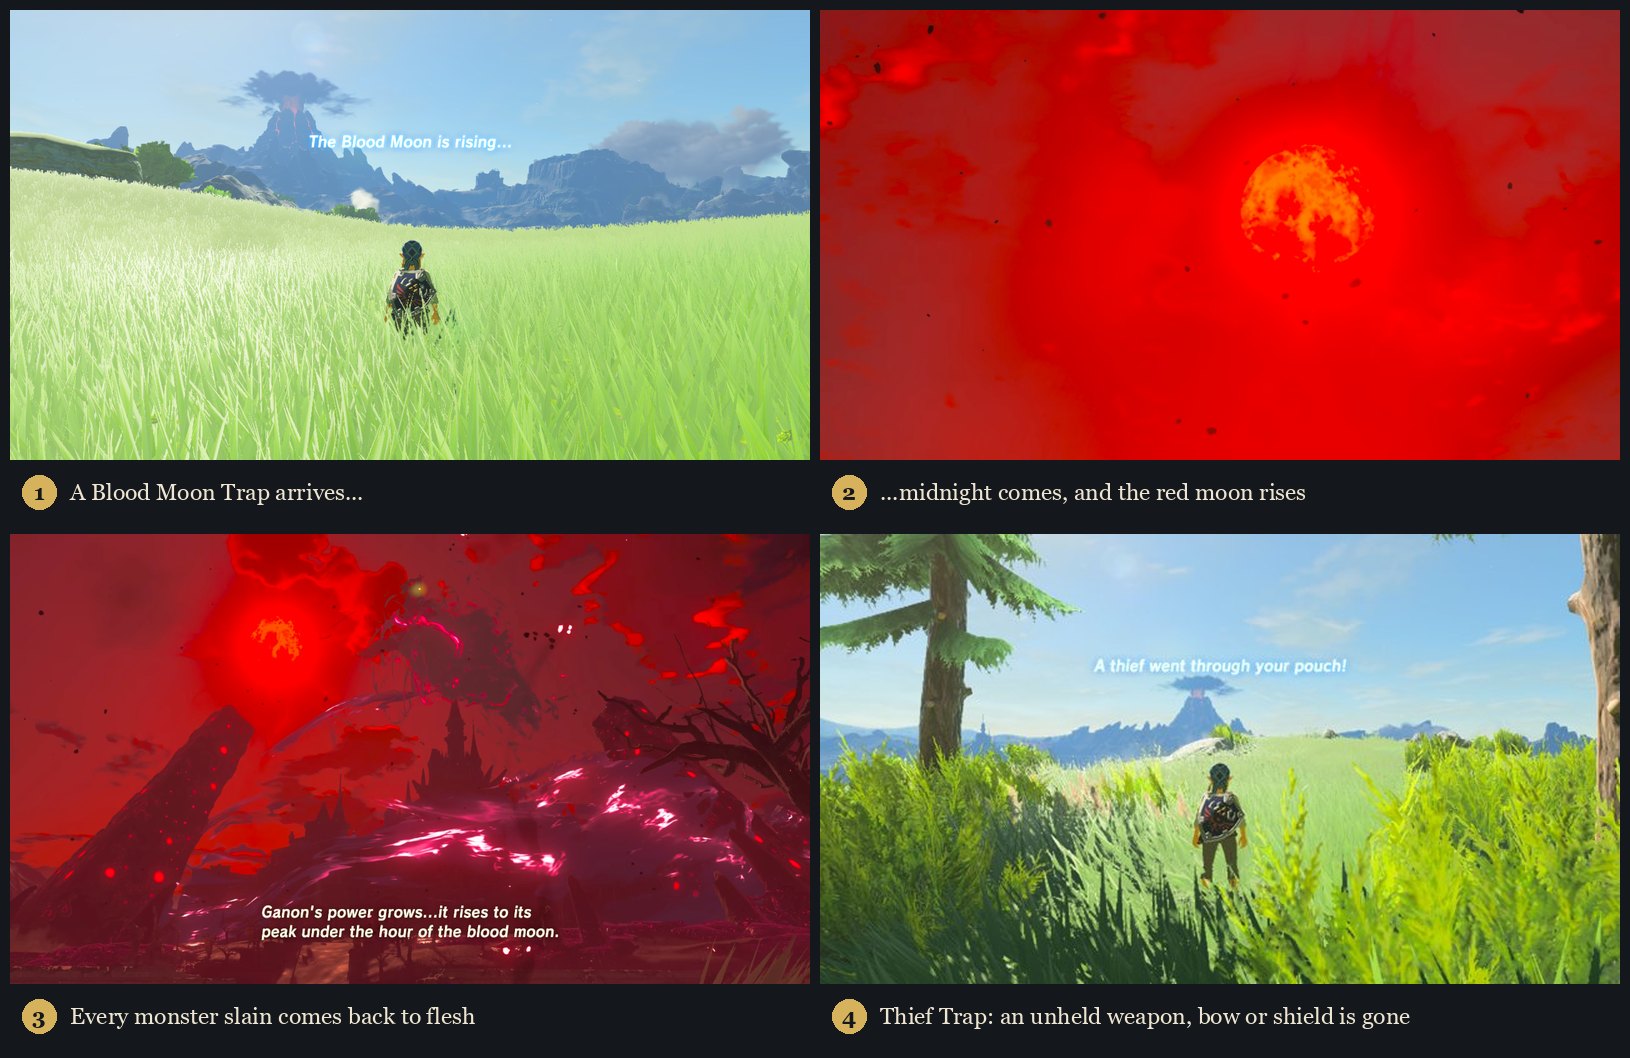 The Blood Moon is rising...
1 A Blood Moon Trap arrives...
2 ...midnight comes, and the red moon rises
Ganon's power grows...it rises to its
peak under the hour of the blood moon.
3 Every monster slain comes back to flesh
A thief went through your pouch!
4 Thief Trap: an unheld weapon, bow or shield is gone